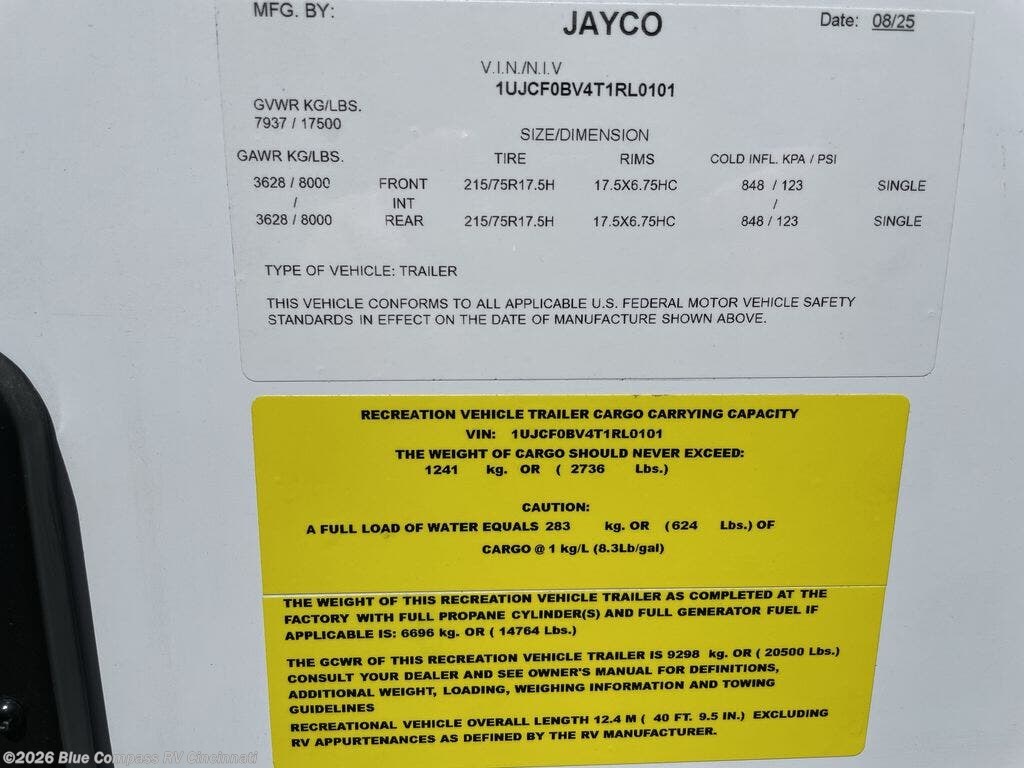 MFG. BY: JAYCO Date: 08/25
V.I.N./N.I.V
1UJCF0BV4T1RL0101
GVWR KG/LBS.
7937 / 17500
SIZE/DIMENSION
GAWR KG/LBS. TIRE RIMS COLD INFL. KPA / PSI
3628 / 8000 FRONT 215/75R17.5H 17.5X6.75HC 848 / 123 SINGLE
/ INT /
3628 / 8000 REAR 215/75R17.5H 17.5X6.75HC 848 / 123 SINGLE
TYPE OF VEHICLE: TRAILER
THIS VEHICLE CONFORMS TO ALL APPLICABLE U.S. FEDERAL MOTOR VEHICLE SAFETY
STANDARDS IN EFFECT ON THE DATE OF MANUFACTURE SHOWN ABOVE.
RECREATION VEHICLE TRAILER CARGO CARRYING CAPACITY
VIN: 1UJCF0BV4T1RL0101
THE WEIGHT OF CARGO SHOULD NEVER EXCEED:
1241 kg. OR ( 2736 Lbs.)
CAUTION:
A FULL LOAD OF WATER EQUALS 283 kg. OR (624 Lbs.) OF
CARGO @ 1 kg/L (8.3Lb/gal)
THE WEIGHT OF THIS RECREATION VEHICLE TRAILER AS COMPLETED AT THE
FACTORY WITH FULL PROPANE CYLINDER(S) AND FULL GENERATOR FUEL IF
APPLICABLE IS: 6696 kg. OR ( 14764 Lbs.)
THE GCWR OF THIS RECREATION VEHICLE TRAILER IS 9298 kg. OR ( 20500 Lbs.)
CONSULT YOUR DEALER AND SEE OWNER'S MANUAL FOR DEFINITIONS,
ADDITIONAL WEIGHT, LOADING, WEIGHING INFORMATION AND TOWING
GUIDELINES
RECREATIONAL VEHICLE OVERALL LENGTH 12.4 M ( 40 FT. 9.5 IN.) EXCLUDING
RV APPURTENANCES AS DEFINED BY THE RV MANUFACTURER.
©2026 Blue Compass RV Cincinnati